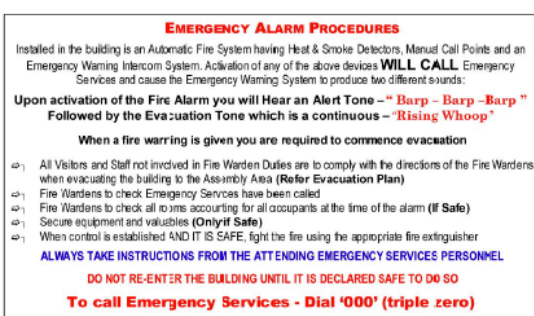 EMERGENCY ALARM PROCEDURES
Installed in the building is an Automatic Fire System having Heat & Smoke Detectors, Manual Call Points and an
Emergency Warning Intercom System. Activation of any of the above devices WILL CALL Emergency
Services and cause the Emergency Warning System to produce two different sounds:
Upon activation of the Fire Alarm you will Hear an Alert Tone – “ Barp – Barp –Barp ”
Followed by the Evacuation Tone which is a continuous – “Rising Whoop”
When a fire warning is given you are required to commence evacuation
All Visitors and Staff not involved in Fire Warden Duties are to comply with the directions of the Fire Wardens
when evacuating the building to the Assembly Area (Refer Evacuation Plan)
Fire Wardens to check Emergency Services have been called
Fire Wardens to check all rooms accounting for all occupants at the time of the alarm (If Safe)
Secure equipment and valuables (Only if Safe)
When control is established AND IT IS SAFE, fight the fire using the appropriate fire extinguisher
ALWAYS TAKE INSTRUCTIONS FROM THE ATTENDING EMERGENCY SERVICES PERSONNEL
DO NOT RE-ENTER THE BUILDING UNTIL IT IS DECLARED SAFE TO DO SO
To call Emergency Services - Dial ‘000’ (triple zero)